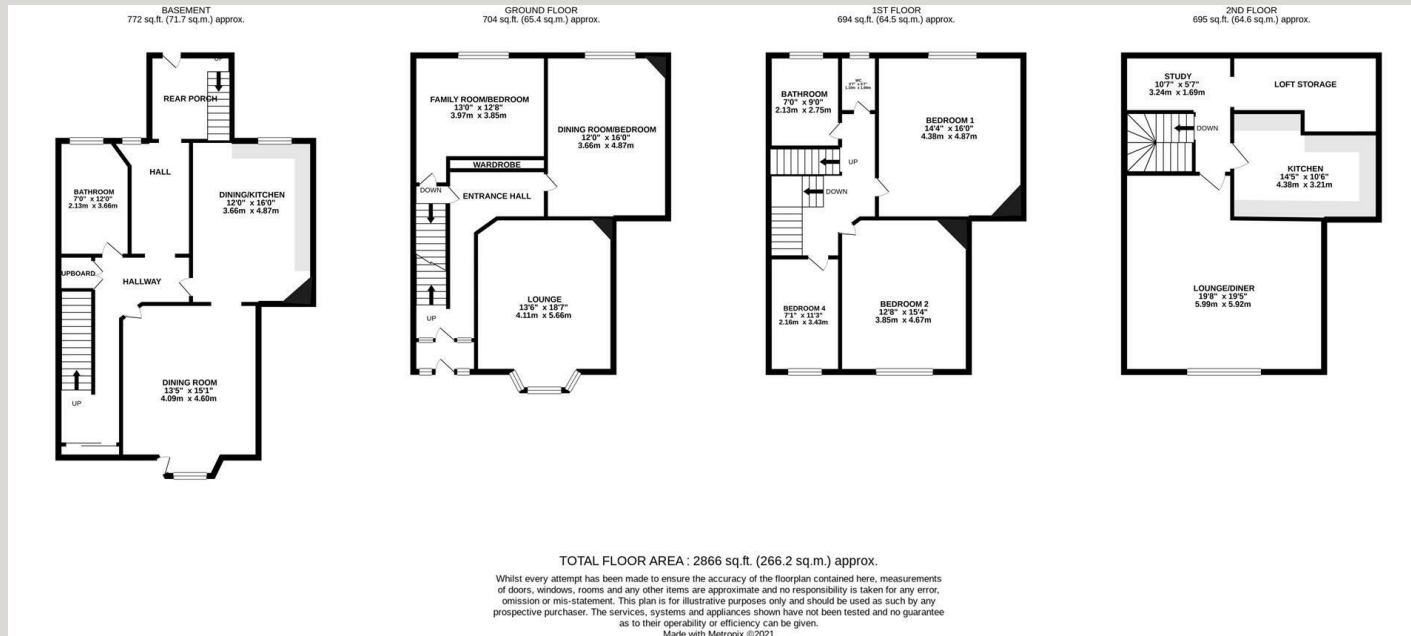 BASEMENT
772 sq.ft. (71.7 sq.m.) approx.
UP
REAR PORCH
HALL
BATHROOM
7'0" x 12'0"
2.13m x 3.66m
DINING/KITCHEN
12'0" x 16'0"
3.66m x 4.87m
UPBOARD
HALLWAY
DINING ROOM
13'5" x 15'1"
4.09m x 4.60m
UP
GROUND FLOOR
704 sq.ft. (65.4 sq.m.) approx.
FAMILY ROOM/BEDROOM
13'0" x 12'8"
3.97m x 3.85m
DINING ROOM/BEDROOM
12'0" x 16'0"
3.66m x 4.87m
WARDROBE
DOWN
ENTRANCE HALL
LOUNGE
13'6" x 18'7"
4.11m x 5.66m
UP
1ST FLOOR
694 sq.ft. (64.5 sq.m.) approx.
WC
BATHROOM
7'0" x 9'0"
2.13m x 2.75m
BEDROOM 1
14'4" x 16'0"
4.38m x 4.87m
UP
DOWN
BEDROOM 4
7'1" x 11'3"
2.16m x 3.43m
BEDROOM 2
12'8" x 15'4"
3.85m x 4.67m
2ND FLOOR
695 sq.ft. (64.6 sq.m.) approx.
STUDY
10'7" x 5'7"
3.24m x 1.69m
LOFT STORAGE
DOWN
KITCHEN
14'5" x 10'6"
4.38m x 3.21m
LOUNGE/DINER
19'8" x 19'5"
5.99m x 5.92m
TOTAL FLOOR AREA : 2866 sq.ft. (266.2 sq.m.) approx.
Whilst every attempt has been made to ensure the accuracy of the floorplan contained here, measurements
of doors, windows, rooms and any other items are approximate and no responsibility is taken for any error,
omission or mis-statement. This plan is for illustrative purposes only and should be used as such by any
prospective purchaser. The services, systems and appliances shown have not been tested and no guarantee
as to their operability or efficiency can be given.
Made with Metropix ©2021